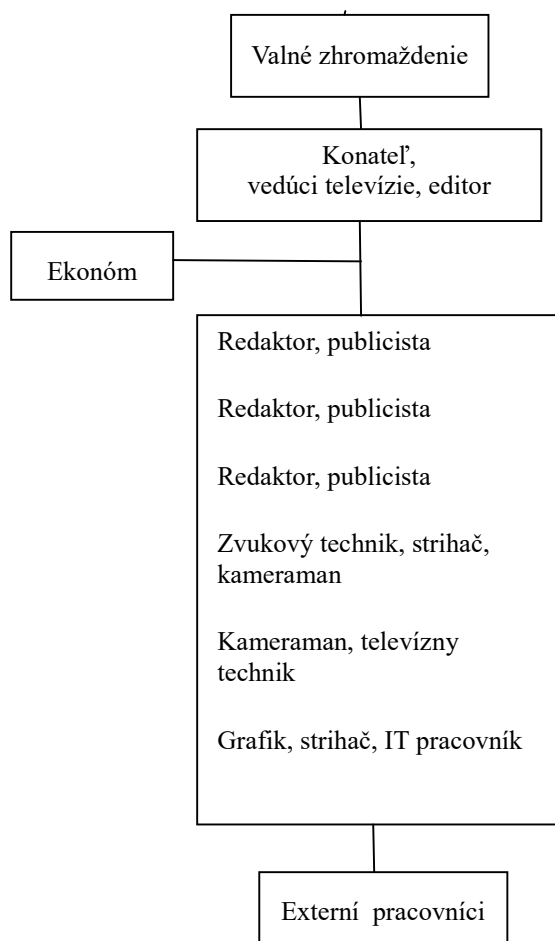 Valné zhromaždenie
Konateľ,
vedúci televízie, editor
Ekonóm
Redaktor, publicista
Redaktor, publicista
Redaktor, publicista
Zvukový technik, strihač,
kameraman
Kameraman, televízny
technik
Grafik, strihač, IT pracovník
Externí pracovníci